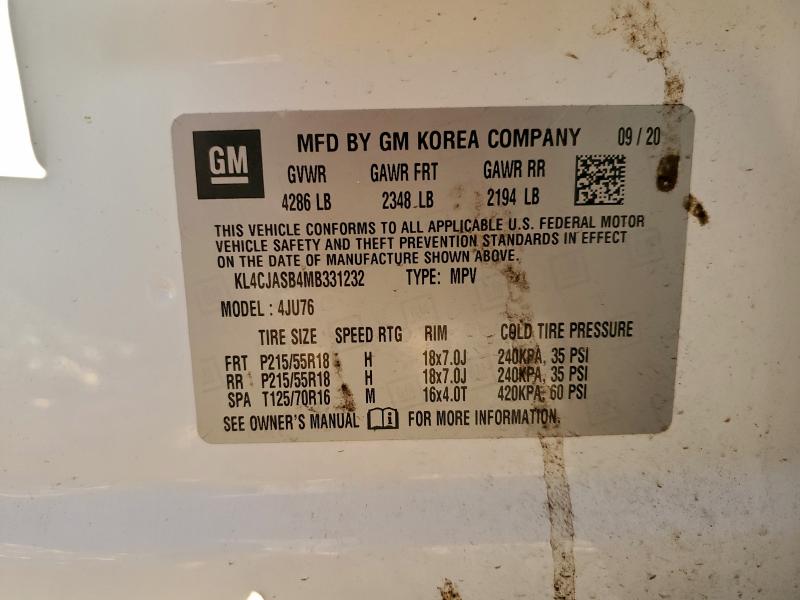 GM MFD BY GM KOREA COMPANY 09 / 20
GVWR GAWR FRT GAWR RR
4286 LB 2348 LB 2194 LB
THIS VEHICLE CONFORMS TO ALL APPLICABLE U.S. FEDERAL MOTOR
VEHICLE SAFETY AND THEFT PREVENTION STANDARDS IN EFFECT
ON THE DATE OF MANUFACTURE SHOWN ABOVE.
KL4CJASB4MB331232 TYPE: MPV
MODEL : 4JU76
TIRE SIZE SPEED RTG RIM COLD TIRE PRESSURE
FRT P215/55R18 H 18x7.0J 240KPA, 35 PSI
RR P215/55R18 H 18x7.0J 240KPA, 35 PSI
SPA T125/70R16 M 16x4.0T 420KPA, 60 PSI
SEE OWNER'S MANUAL FOR MORE INFORMATION.